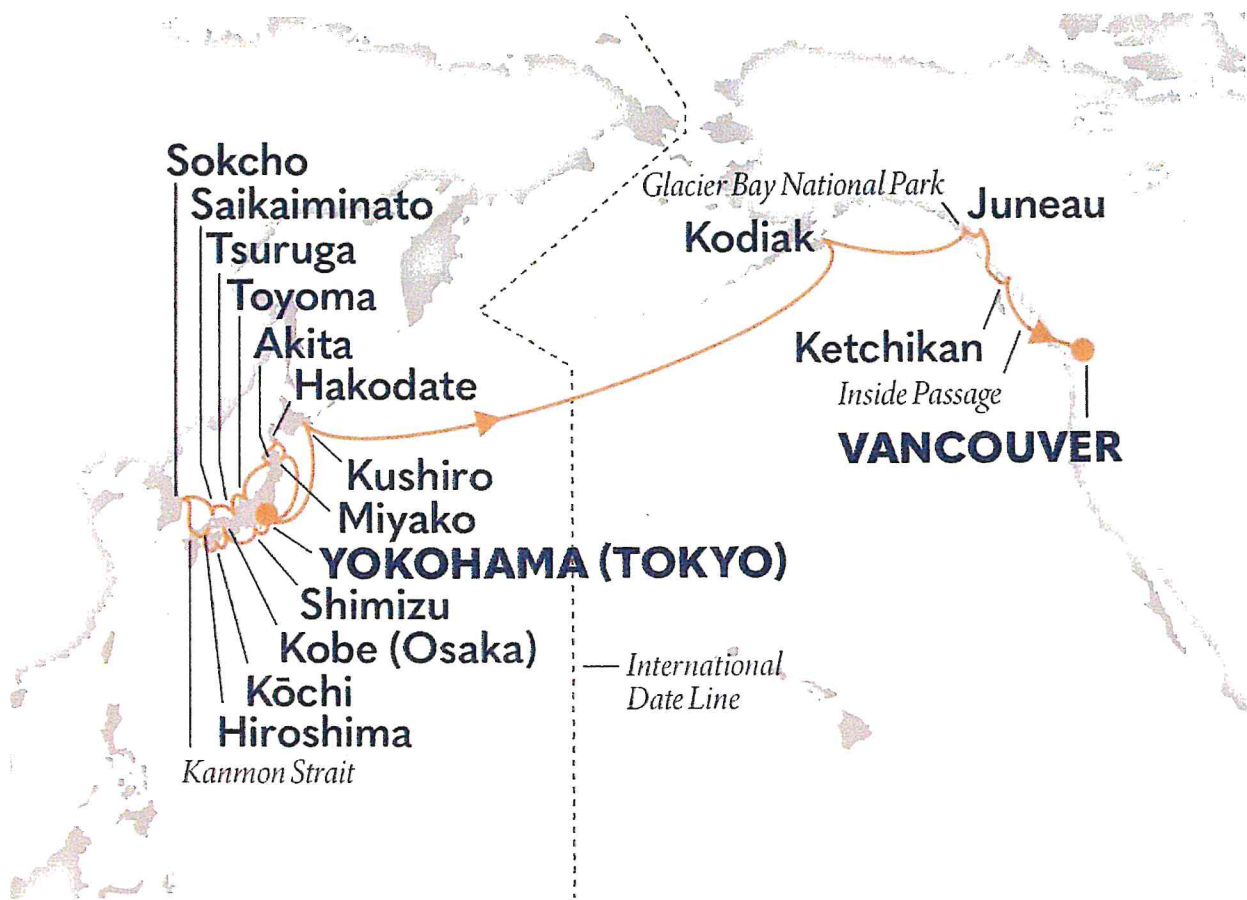 Sokcho
Saikaiminato
Tsuruga
Toyoma
Akita
Hakodate
Kushiro
Miyako
YOKOHAMA (TOKYO)
Shimizu
Kobe (Osaka)
Kōchi
Hiroshima
Kanmon Strait
International
Date Line
Glacier Bay National Park
Juneau
Kodiak
Ketchikan
Inside Passage
VANCOUVER